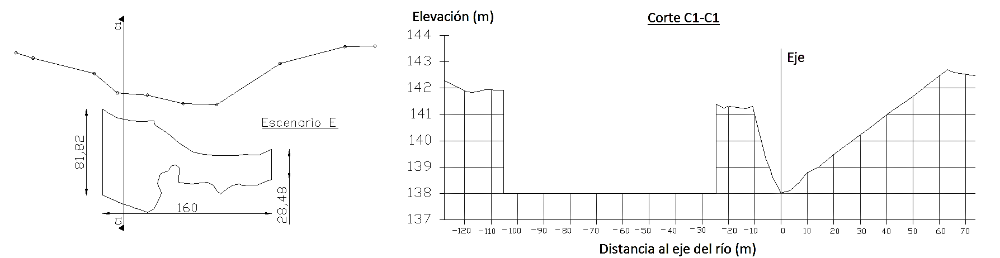 C1
Escenario E
81,82
160
28,48
C1
Elevación (m)
Corte C1-C1
Eje
144
143
142
141
140
139
138
137
-120 -110 -100 -90 -80 -70 -60 -50 -40 -30 -20 -10 0 10 20 30 40 50 60 70
Distancia al eje del río (m)